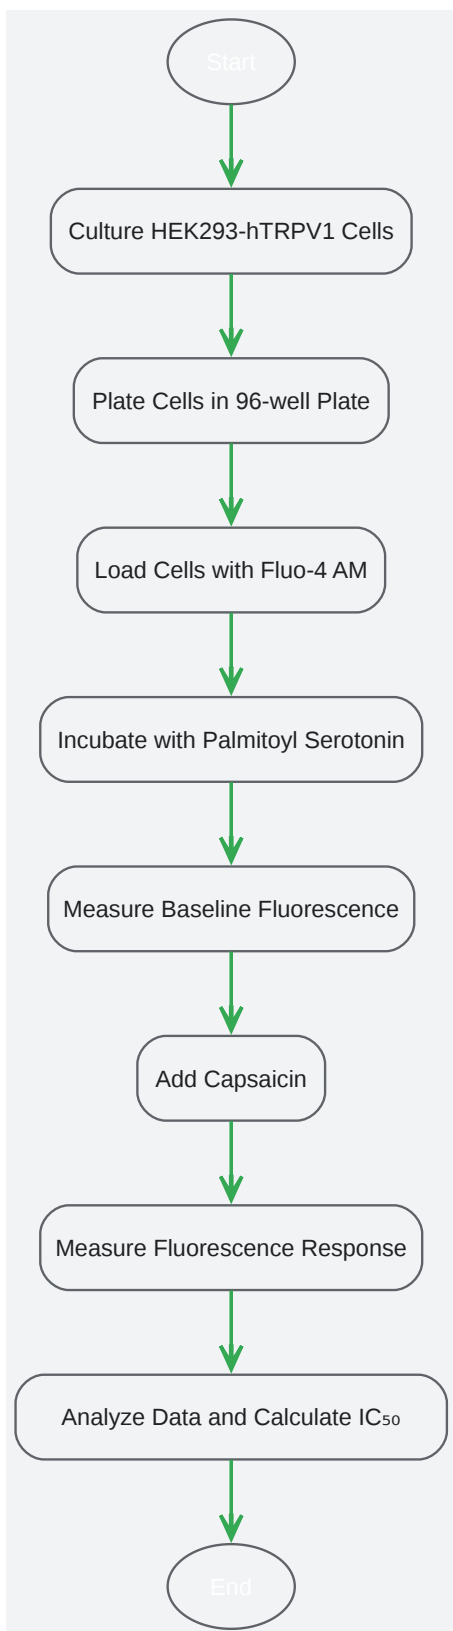 Start
Culture HEK293-hTRPV1 Cells
Plate Cells in 96-well Plate
Load Cells with Fluo-4 AM
Incubate with Palmitoyl Serotonin
Measure Baseline Fluorescence
Add Capsaicin
Measure Fluorescence Response
Analyze Data and Calculate IC₅₀
End